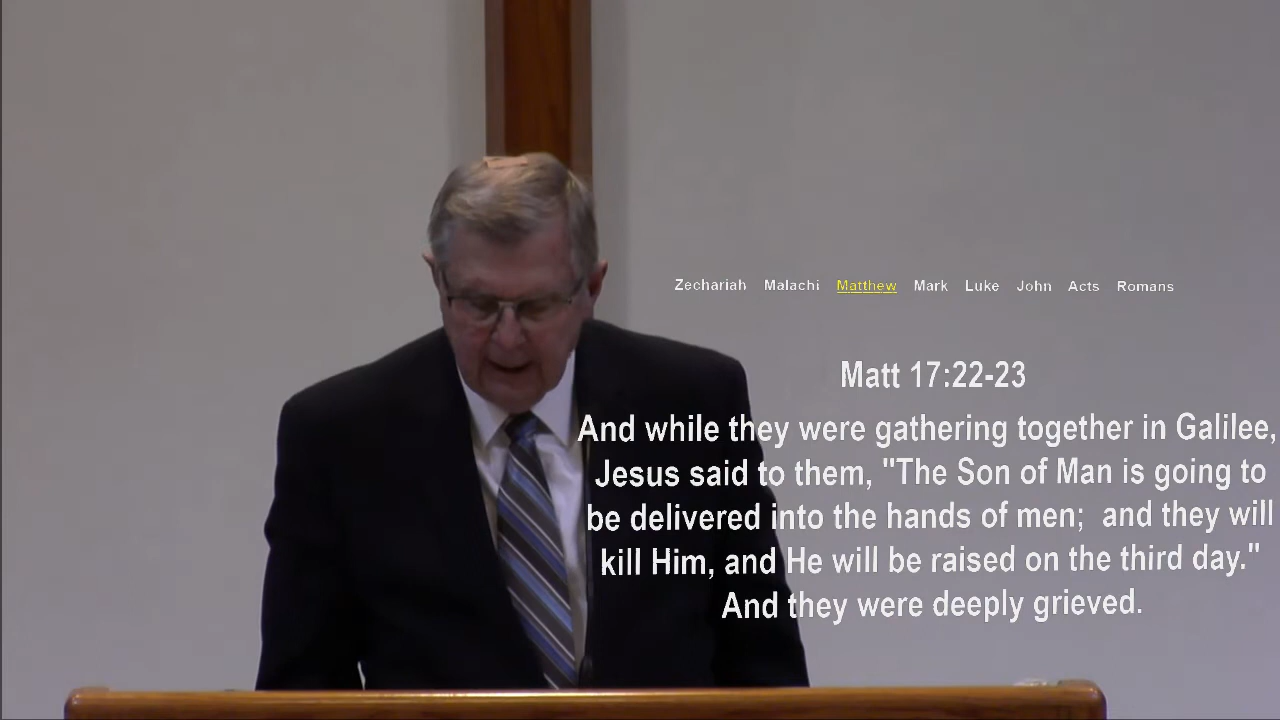 Zechariah Malachi Matthew Mark Luke John Acts Romans
Matt 17:22-23
And while they were gathering together in Galilee,
Jesus said to them, "The Son of Man is going to
be delivered into the hands of men;  and they will
kill Him, and He will be raised on the third day."
And they were deeply grieved.